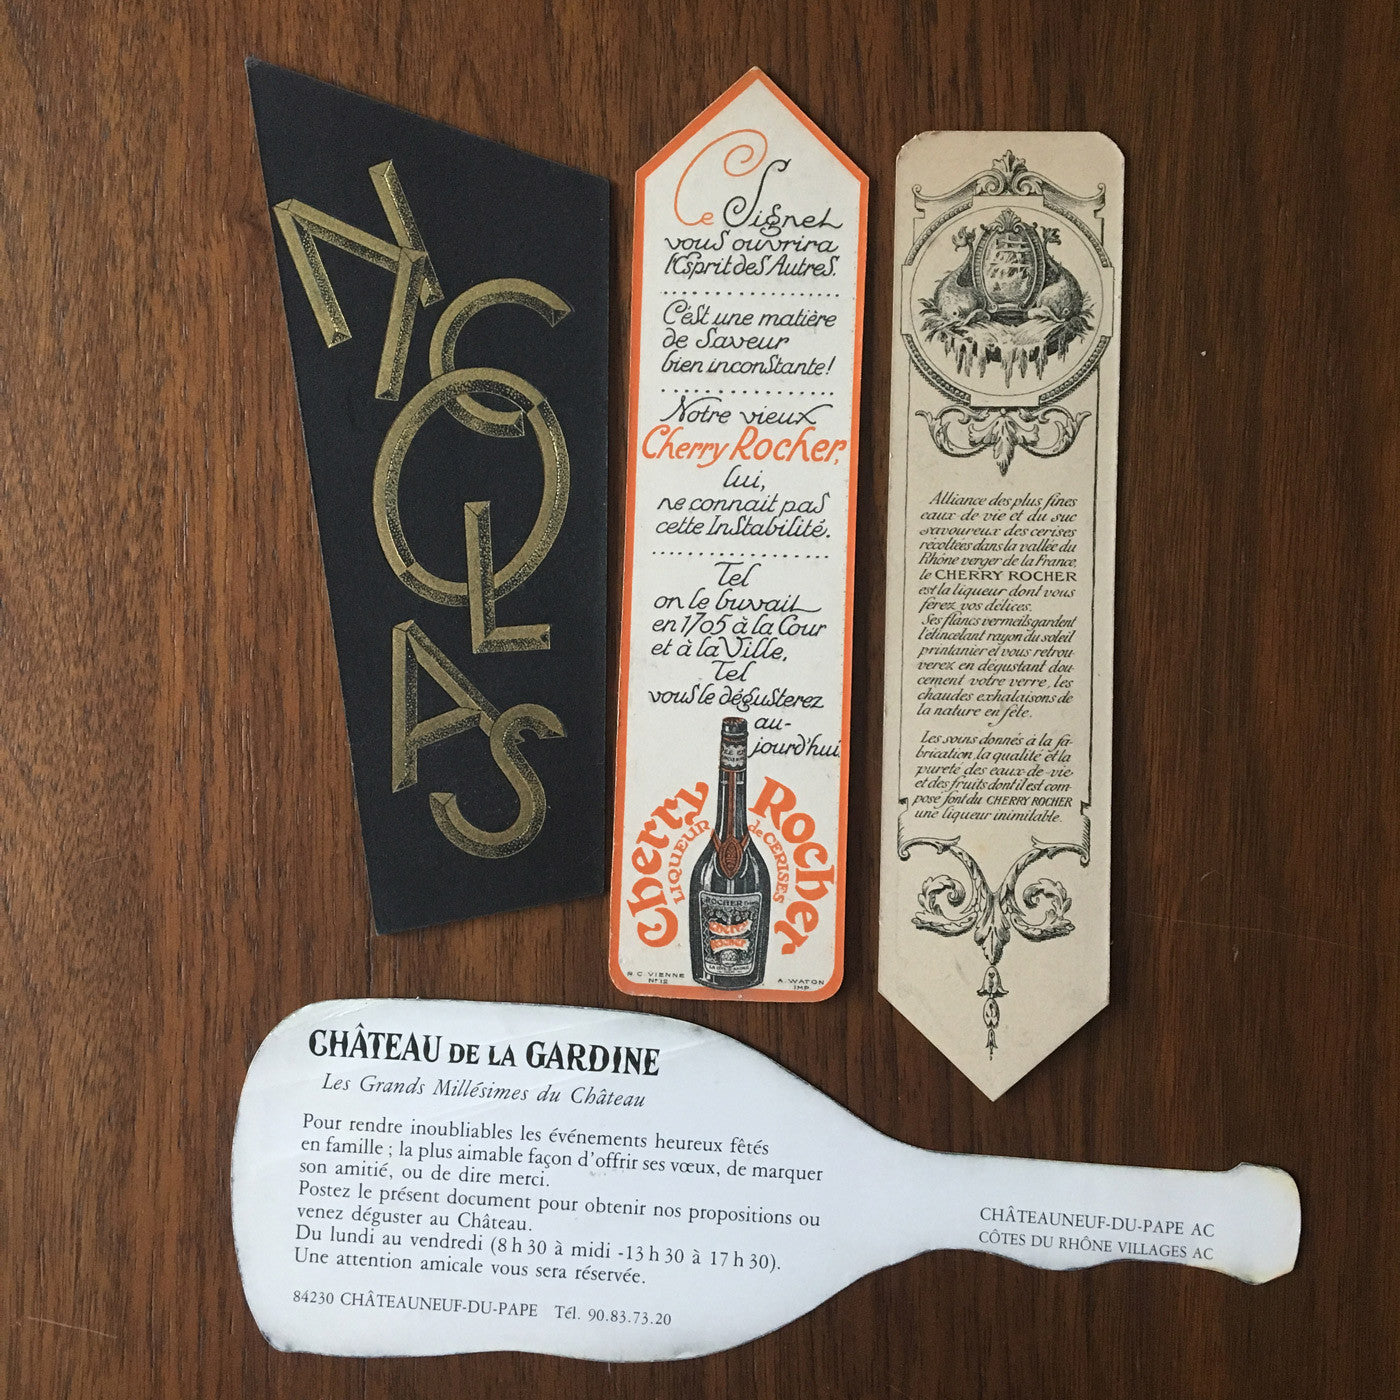 NICOLAS
Ce Signet
vous ouvrira
l'Esprit des Autres.
C'est une matière
de Saveur
bien inconstante!
Notre vieux
Cherry Rocher,
lui,
ne connait pas
cette Instabilité.
Tel
on le buvait
en 1705 à la Cour
et à la Ville,
Tel
vous le dégusterez
au-
jourd'hui
Cherry Rocher
LIQUEUR de CERISES
ROCHER
Cherry
Rocher
R.C. VIENNE
N° 12
A. WATON
IMP.
Alliance des plus fines
eaux de vie et du suc
savoureux des cerises
récoltées dans la vallée du
Rhône verger de la France,
le CHERRY ROCHER
est la liqueur dont vous
ferez vos délices.
Ses flancs vermeils gardent
l'étincelant rayon du soleil
printanier et vous retrou
verez en dégustant dou
cement votre verre, les
chaudes exhalaisons de
la nature en fête.
Les soins donnés à la fa-
brication, la qualité et la
pureté des eaux-de-vie
et des fruits dont il est com-
posé font du CHERRY ROCHER
une liqueur inimitable.
CHÂTEAU DE LA GARDINE
Les Grands Millésimes du Château
Pour rendre inoubliables les événements heureux fêtés
en famille ; la plus aimable façon d'offrir ses vœux, de marquer
son amitié, ou de dire merci.
Postez le présent document pour obtenir nos propositions ou
venez déguster au Château.
Du lundi au vendredi (8 h 30 à midi - 13 h 30 à 17 h 30).
Une attention amicale vous sera réservée.
84230 CHÂTEAUNEUF-DU-PAPE Tél. 90.83.73.20
CHÂTEAUNEUF-DU-PAPE AC
CÔTES DU RHÔNE VILLAGES AC